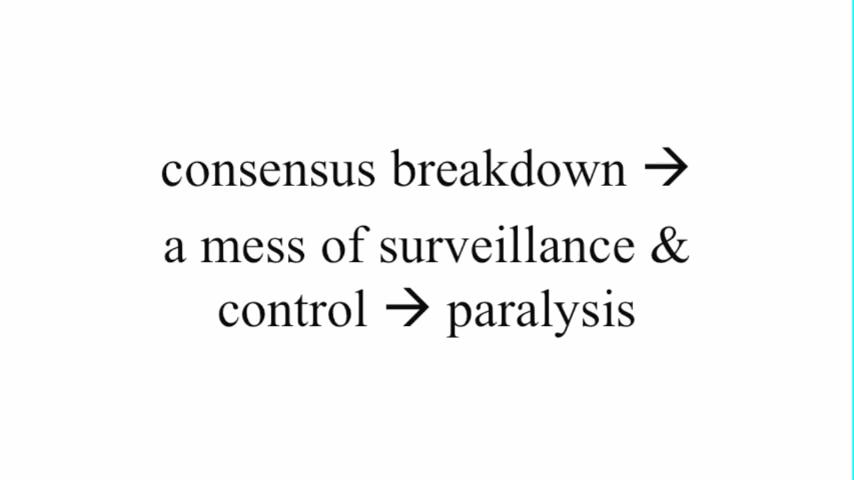 consensus breakdown →
a mess of surveillance &
control → paralysis